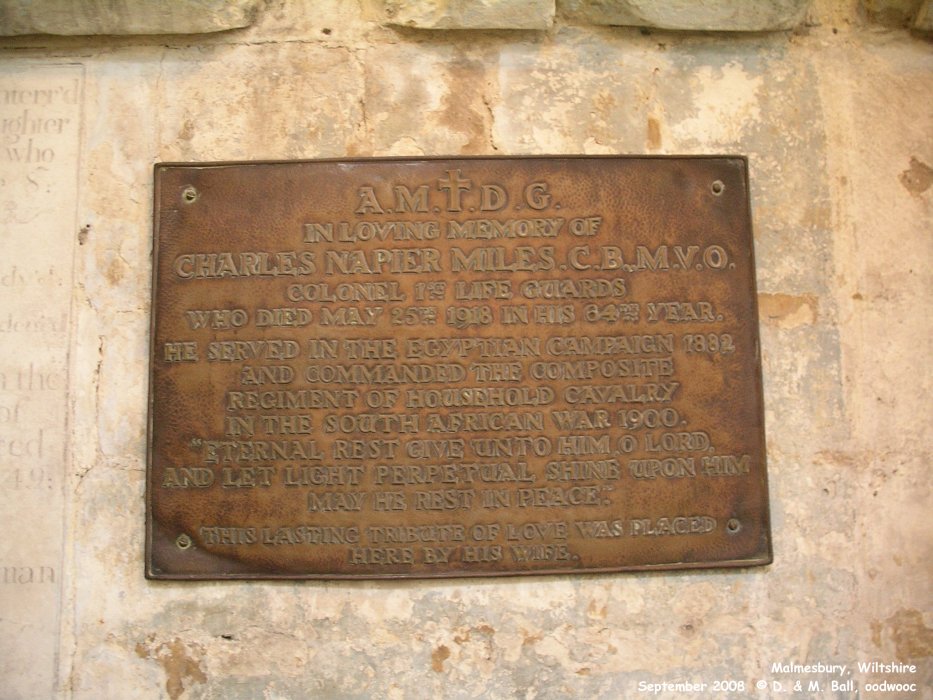 A.M.✝D.G.
IN LOVING MEMORY OF
CHARLES NAPIER MILES.C.B.,M.V.O.
COLONEL 1ST LIFE GUARDS
WHO DIED MAY 25TH 1918 IN HIS 64TH YEAR.
HE SERVED IN THE EGYPTIAN CAMPAIGN 1882
AND COMMANDED THE COMPOSITE
REGIMENT OF HOUSEHOLD CAVALRY
IN THE SOUTH AFRICAN WAR 1900.
"ETERNAL REST GIVE UNTO HIM, O LORD,
AND LET LIGHT PERPETUAL SHINE UPON HIM
MAY HE REST IN PEACE."
THIS LASTING TRIBUTE OF LOVE WAS PLACED
HERE BY HIS WIFE.
who
S.
the
of
49.
Malmesbury, Wiltshire
September 2008 © D. & M. Ball, oodwooc